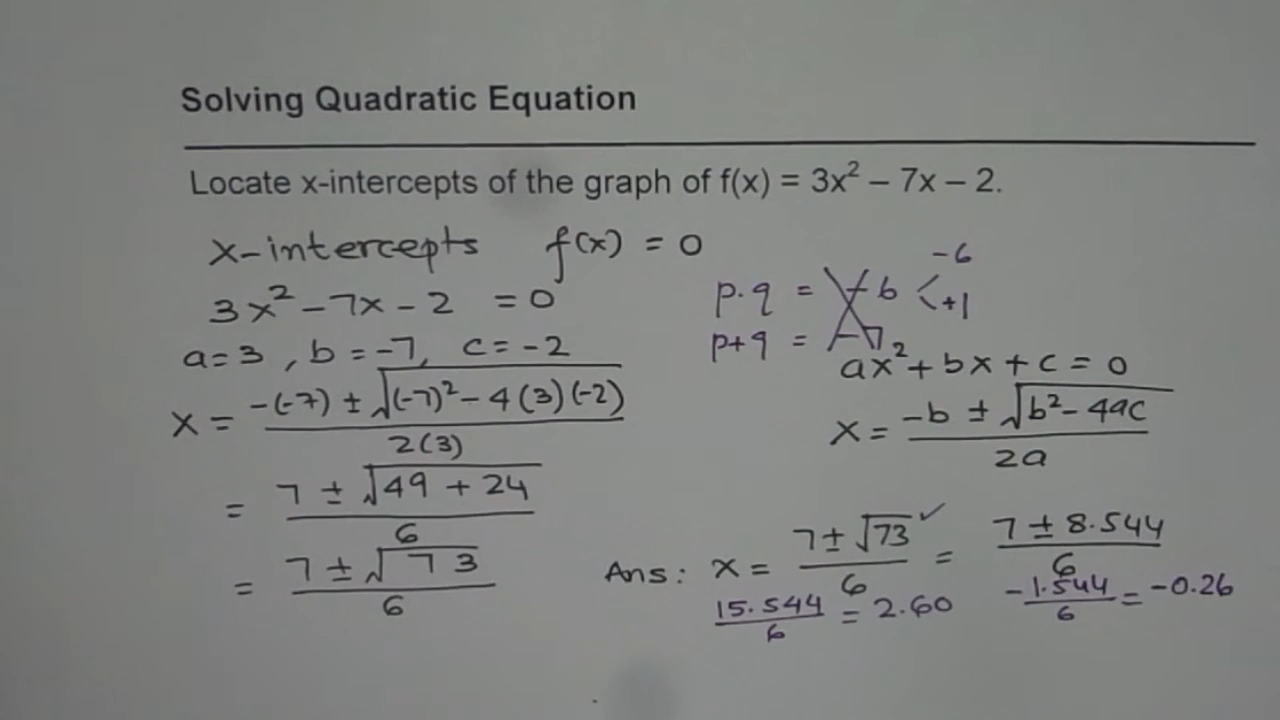 Solving Quadratic Equation
Locate x-intercepts of the graph of f(x) = 3x² – 7x – 2.
x-intercepts f(x) = 0
3x² - 7x - 2 = 0
a=3, b=-7, c=-2
x = (-(-7) ± √((-7)² - 4(3)(-2))) / 2(3)
= (7 ± √(49 + 24)) / 6
= (7 ± √73) / 6
p·q = -6 < -6 +1
p+q = -7
ax² + bx + c = 0
x = (-b ± √(b² - 4ac)) / 2a
Ans: x = (7 ± √73) / 6 ✓ = (7 ± 8.544) / 6
15.544 / 6 = 2.60 -1.544 / 6 = -0.26